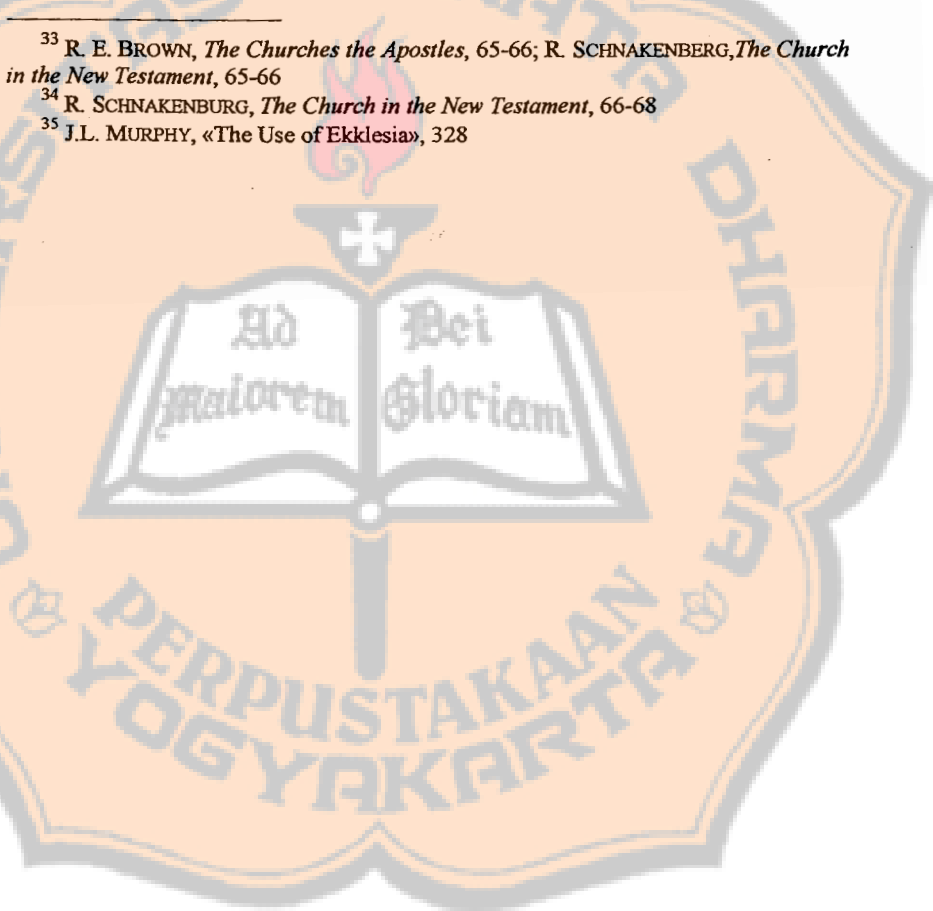 33 R. E. BROWN, The Churches the Apostles, 65-66; R. SCHNAKENBERG,The Church
in the New Testament, 65-66
34 R. SCHNAKENBURG, The Church in the New Testament, 66-68
35 J.L. MURPHY, «The Use of Ekklesia», 328
DHARMA
Ad Dei
maiorem Gloriam
PERPUSTAKAAN
YOGYAKARTA